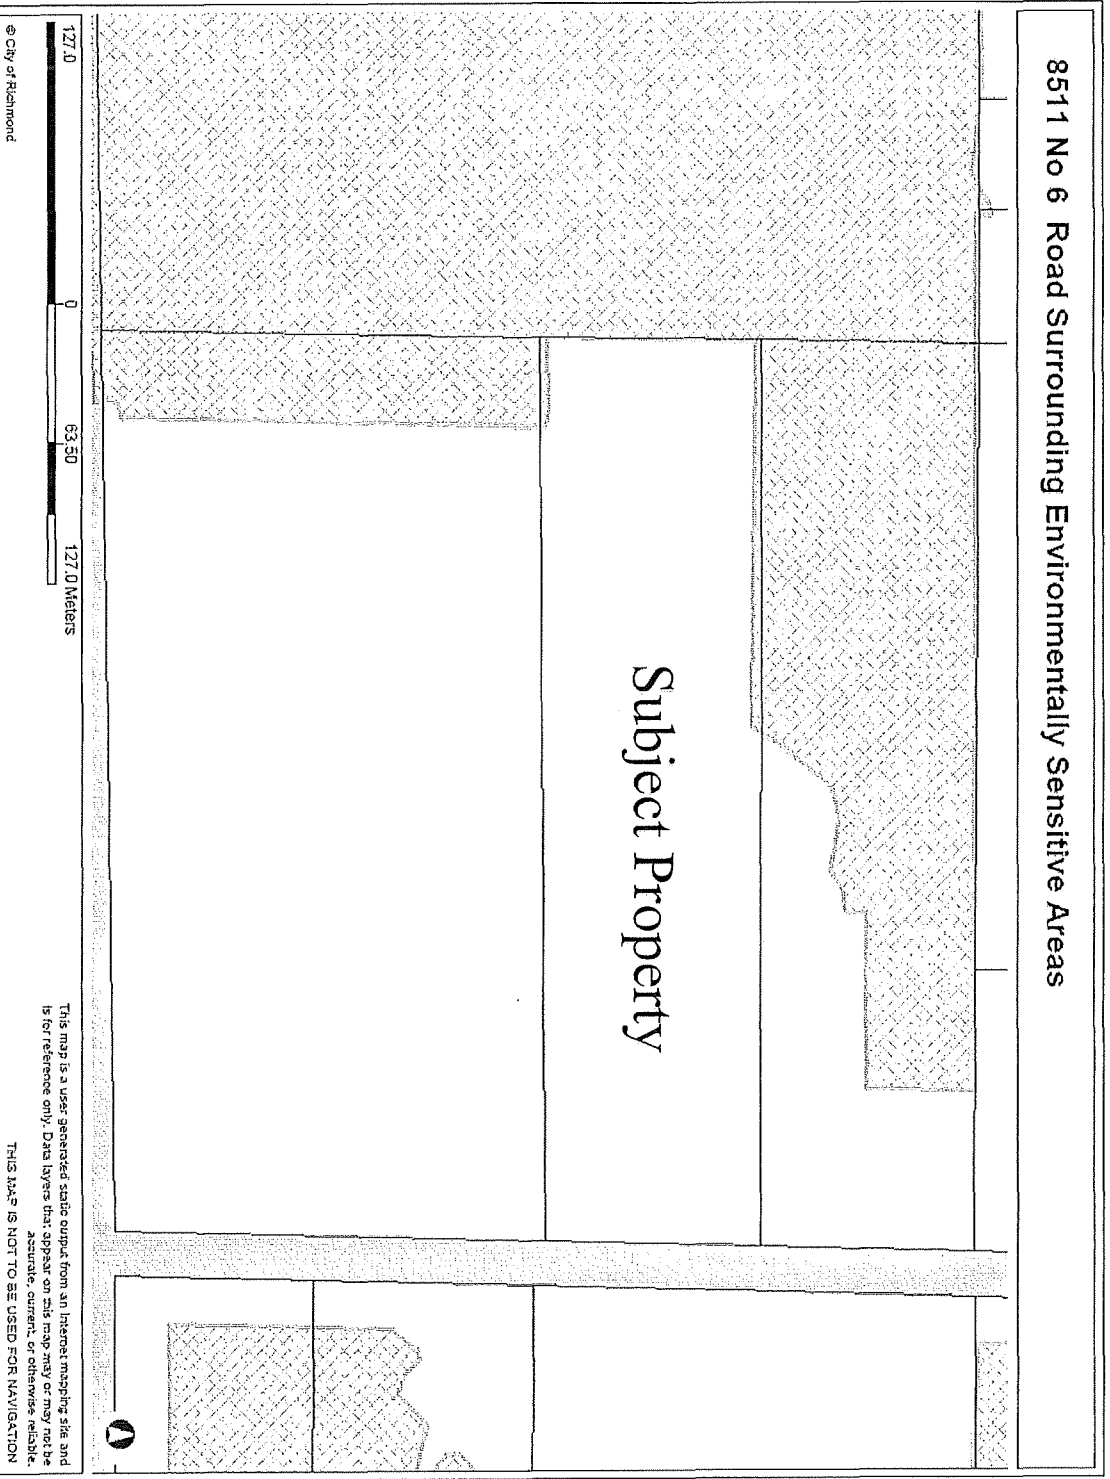 8511 No 6 Road Surrounding Environmentally Sensitive Areas
Subject Property
127.0 0 63.50 127.0 Meters
© City of Richmond
This map is a user generated static output from an Internet mapping site and
is for reference only. Data layers that appear on this map may or may not be
accurate, current, or otherwise reliable.
THIS MAP IS NOT TO BE USED FOR NAVIGATION